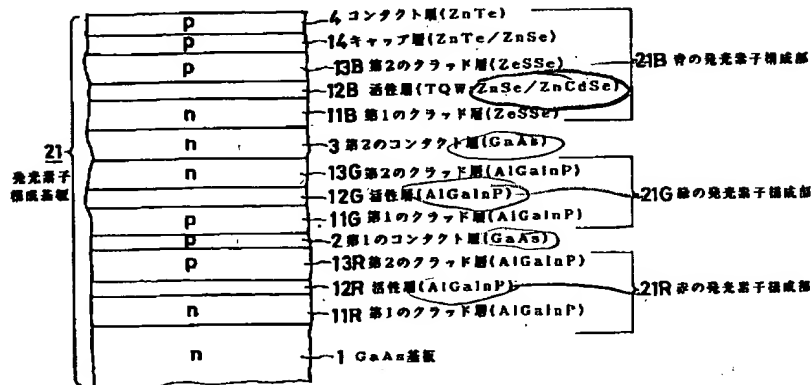 p 4 コンタクト層(ZnTe)
p 14 キャップ層(ZnTe/ZnSe)
p 13B 第2のクラッド層(ZeSSe)
12B 活性層(TQW,ZnSe/ZnCdSe)
n 11B 第1のクラッド層(ZeSSe)
21B 青の発光素子構成部
n 3 第2のコンタクト層(GaAs)
n 13G 第2のクラッド層(AlGaInP)
12G 活性層(AlGaInP)
p 11G 第1のクラッド層(AlGaInP)
21G 緑の発光素子構成部
p 2 第1のコンタクト層(GaAs)
p 13R 第2のクラッド層(AlGaInP)
12R 活性層(AlGaInP)
n 11R 第1のクラッド層(AlGaInP)
21R 赤の発光素子構成部
n 1 GaAs基板
21
発光素子
構成基板